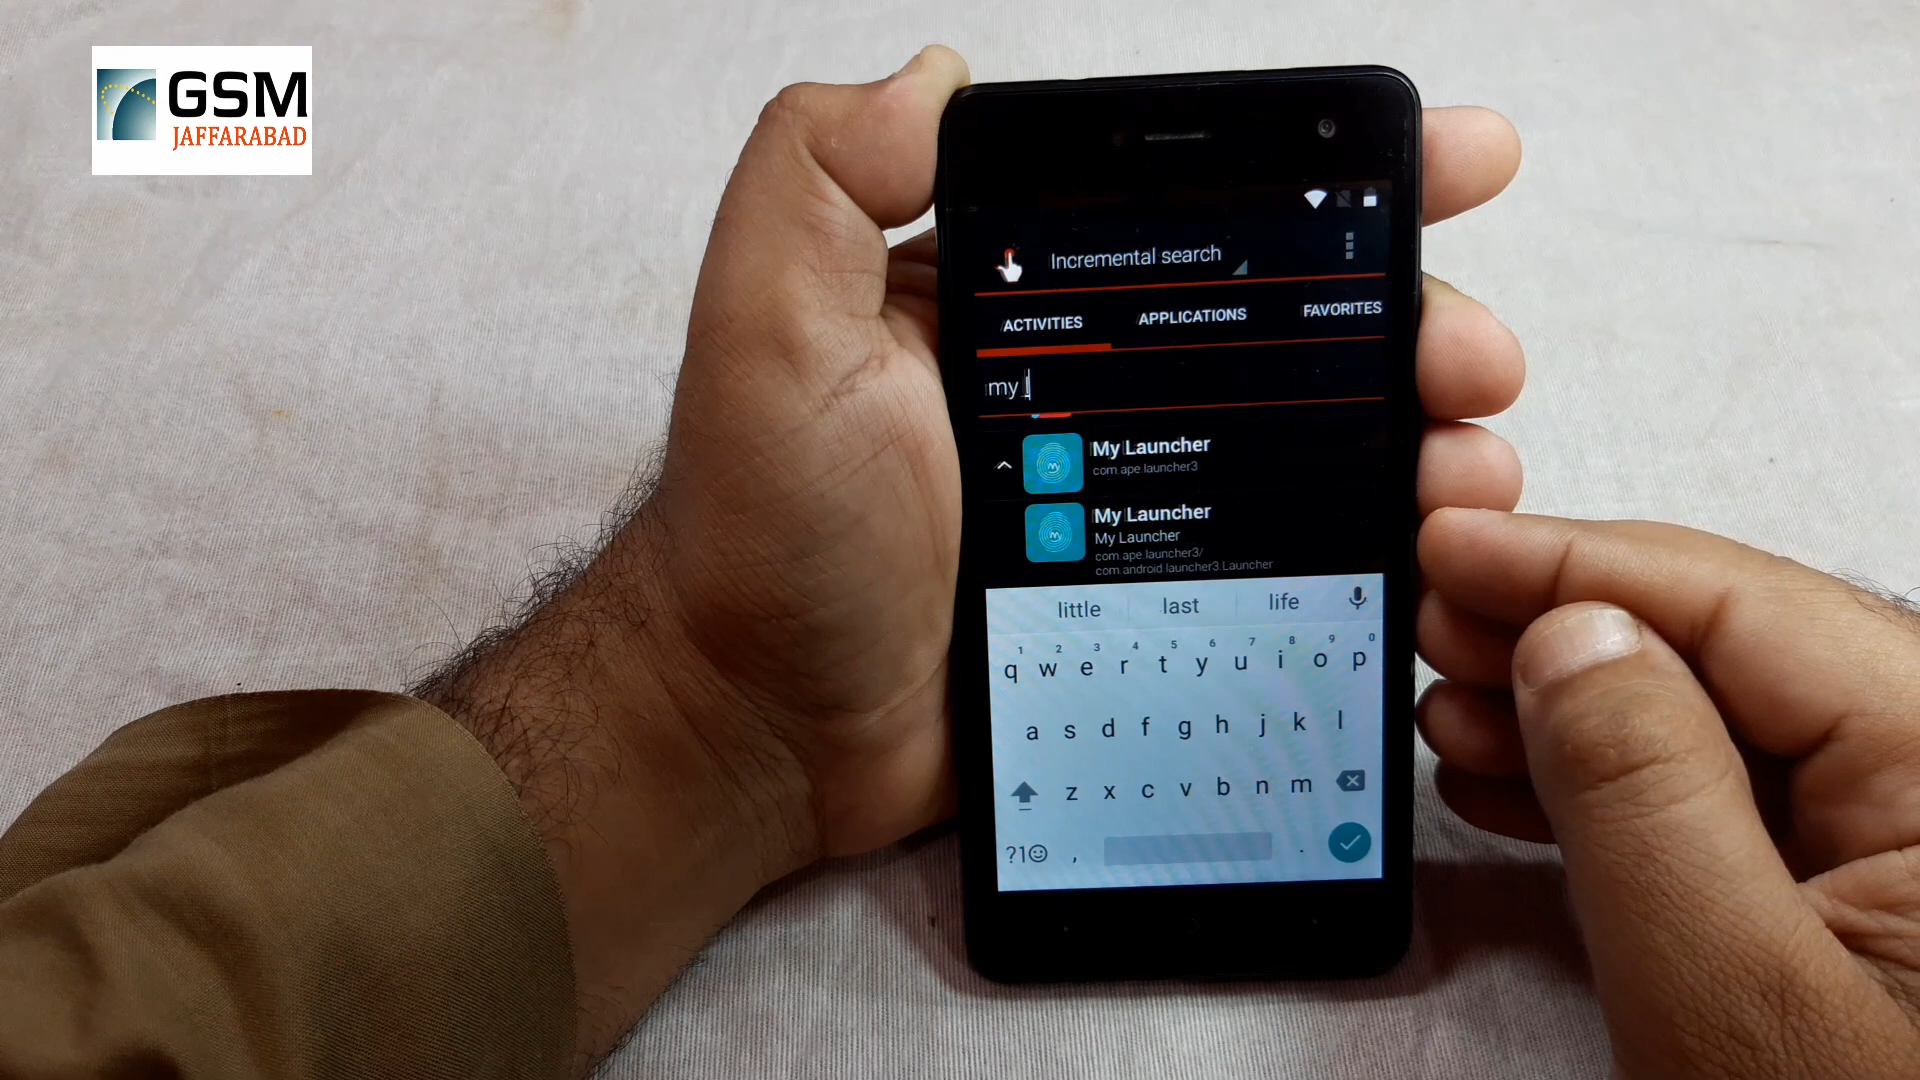 GSM
JAFFARABAD
Incremental search
ACTIVITIES
APPLICATIONS
FAVORITES
my l
My Launcher
com.ape.launcher3
My Launcher
My Launcher
com.ape.launcher3/
com.android.launcher3.Launcher
little
last
life
1 2 3 4 5 6 7 8 9 0
q w e r t y u i o p
a s d f g h j k l
z x c v b n m
?1☺ , .